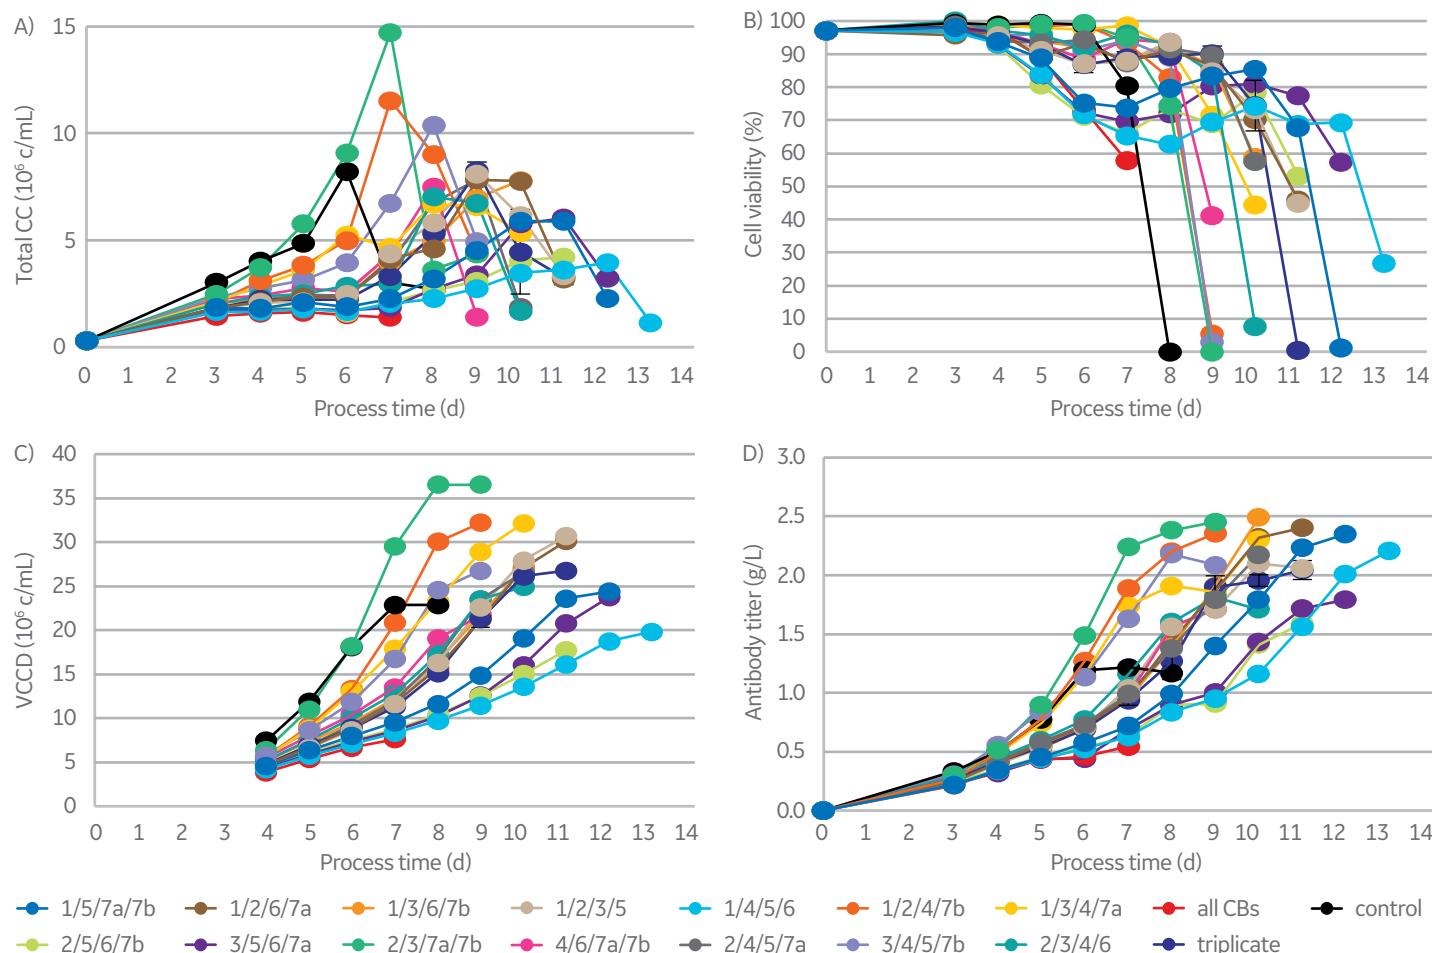 A)
Total CC (10⁶ c/mL)
15
10
5
0
0 1 2 3 4 5 6 7 8 9 10 11 12 13 14
Process time (d)
B)
Cell viability (%)
100
90
80
70
60
50
40
30
20
10
0
0 1 2 3 4 5 6 7 8 9 10 11 12 13 14
Process time (d)
C)
VCCD (10⁶ c/mL)
40
35
30
25
20
15
10
5
0
0 1 2 3 4 5 6 7 8 9 10 11 12 13 14
Process time (d)
D)
Antibody titer (g/L)
3.0
2.5
2.0
1.5
1.0
0.5
0.0
0 1 2 3 4 5 6 7 8 9 10 11 12 13 14
Process time (d)
1/5/7a/7b 1/2/6/7a 1/3/6/7b 1/2/3/5 1/4/5/6 1/2/4/7b 1/3/4/7a all CBs control
2/5/6/7b 3/5/6/7a 2/3/7a/7b 4/6/7a/7b 2/4/5/7a 3/4/5/7b 2/3/4/6 triplicate